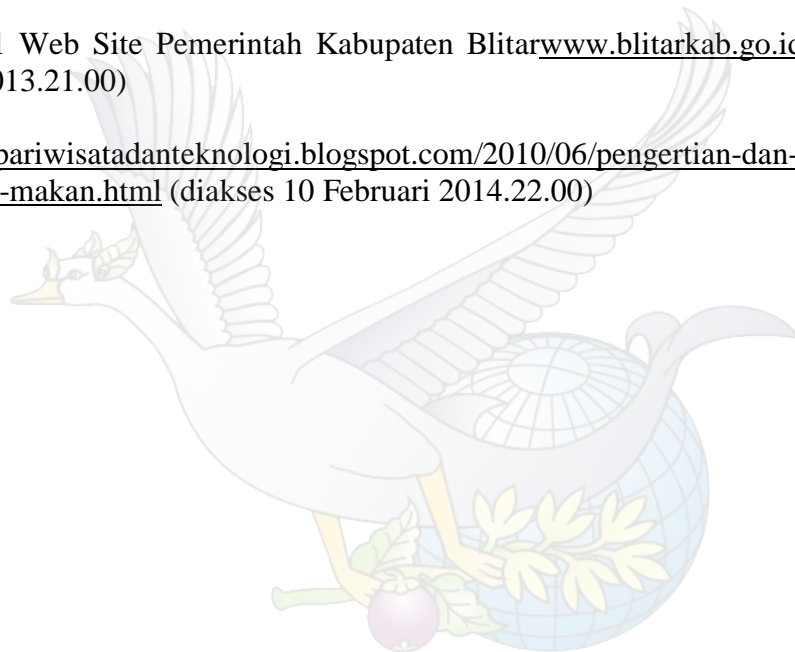 Web Site Pemerintah Kabupaten Blitarwww.blitarkab.go.id
013.21.00)
pariwisatadanteknologi.blogspot.com/2010/06/pengertian-dan-
-makan.html (diakses 10 Februari 2014.22.00)